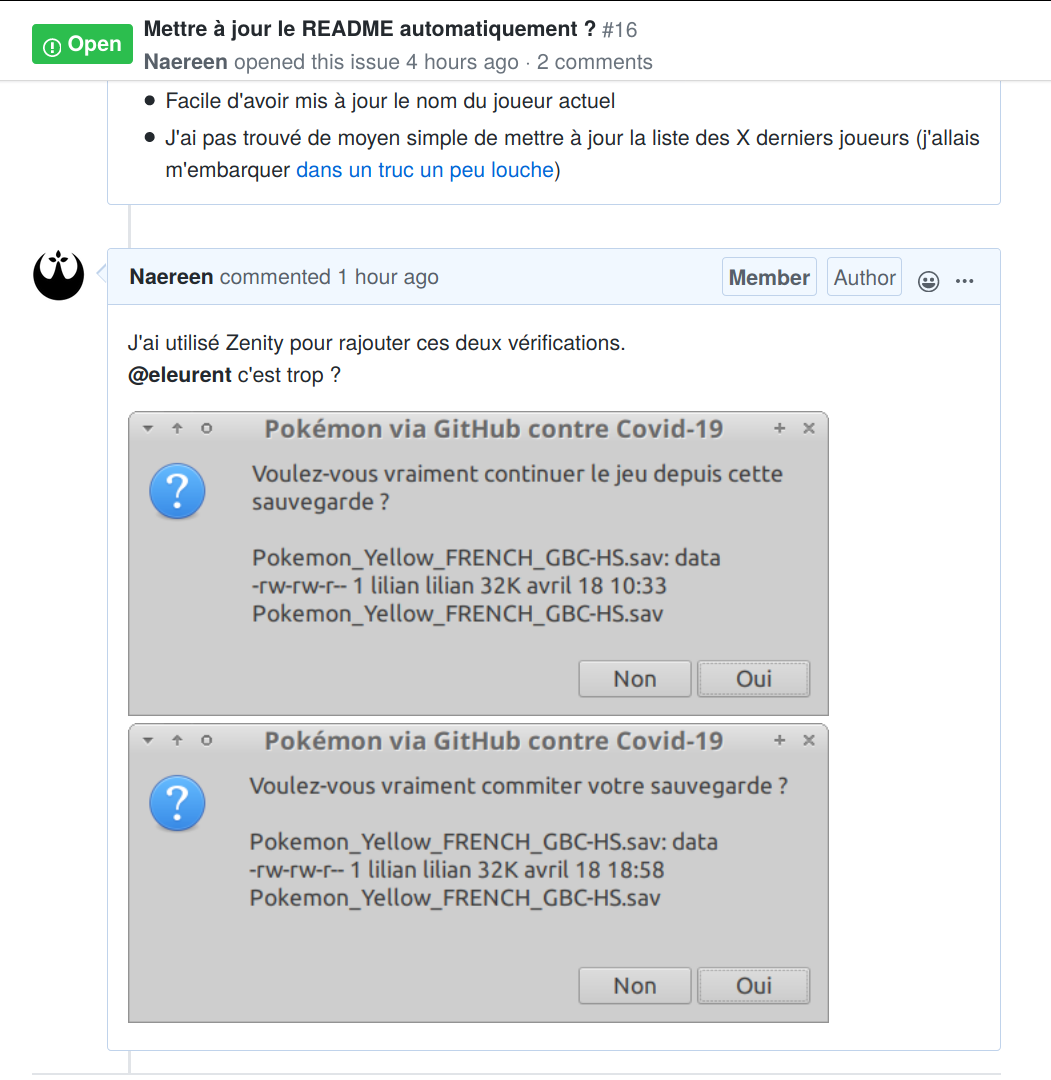 Open
Mettre à jour le README automatiquement ? #16
Naereen opened this issue 4 hours ago · 2 comments
Facile d'avoir mis à jour le nom du joueur actuel
J'ai pas trouvé de moyen simple de mettre à jour la liste des X derniers joueurs (j'allais
m'embarquer dans un truc un peu louche)
Naereen commented 1 hour ago Member Author
J'ai utilisé Zenity pour rajouter ces deux vérifications.
@eleurent c'est trop ?
Pokémon via GitHub contre Covid-19
Voulez-vous vraiment continuer le jeu depuis cette
sauvegarde ?
Pokemon_Yellow_FRENCH_GBC-HS.sav: data
-rw-rw-r-- 1 lilian lilian 32K avril 18 10:33
Pokemon_Yellow_FRENCH_GBC-HS.sav
Non Oui
Pokémon via GitHub contre Covid-19
Voulez-vous vraiment commiter votre sauvegarde ?
Pokemon_Yellow_FRENCH_GBC-HS.sav: data
-rw-rw-r-- 1 lilian lilian 32K avril 18 18:58
Pokemon_Yellow_FRENCH_GBC-HS.sav
Non Oui